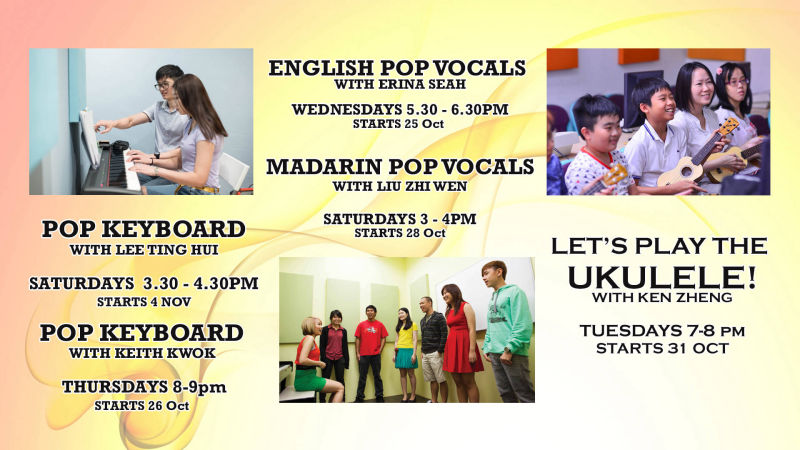 ENGLISH POP VOCALS
WITH ERINA SEAH
WEDNESDAYS 5.30 - 6.30PM
STARTS 25 Oct
MADARIN POP VOCALS
WITH LIU ZHI WEN
SATURDAYS 3 - 4PM
STARTS 28 Oct
POP KEYBOARD
WITH LEE TING HUI
SATURDAYS 3.30 - 4.30PM
STARTS 4 NOV
POP KEYBOARD
WITH KEITH KWOK
THURSDAYS 8-9pm
STARTS 26 Oct
LET'S PLAY THE
UKULELE!
WITH KEN ZHENG
TUESDAYS 7-8 PM
STARTS 31 OCT